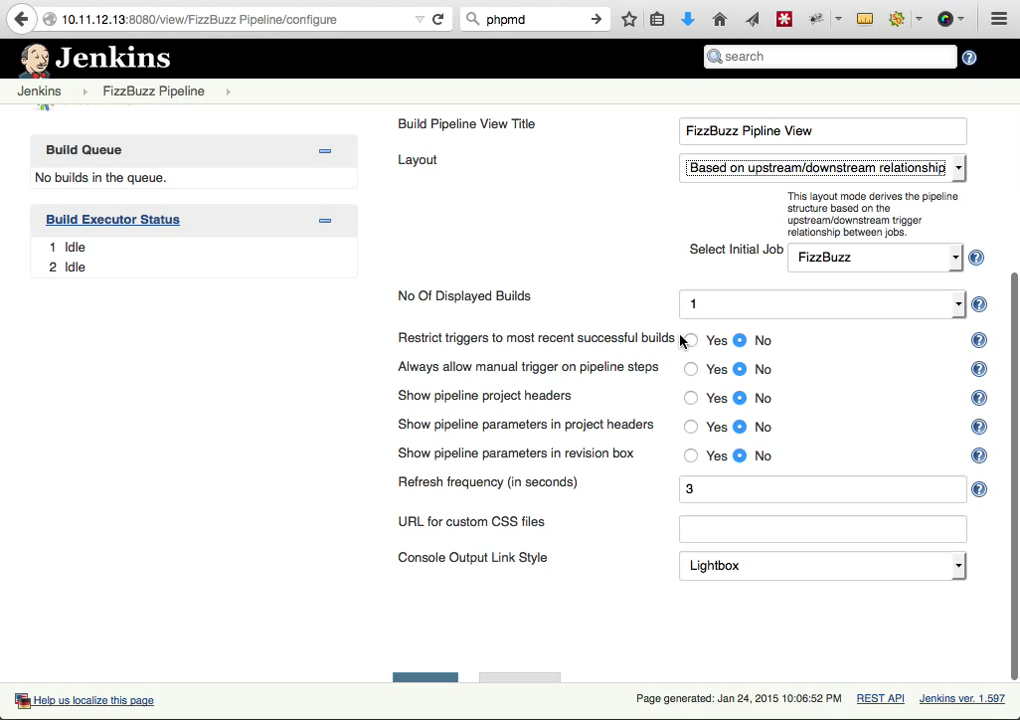 10.11.12.13:8080/view/FizzBuzz Pipeline/configure
phpmd
Jenkins
search
Jenkins
FizzBuzz Pipeline
Build Queue
No builds in the queue.
Build Executor Status
1 Idle
2 Idle
Build Pipeline View Title
FizzBuzz Pipline View
Layout
Based on upstream/downstream relationship
This layout mode derives the pipeline
structure based on the
upstream/downstream trigger
relationship between jobs.
Select Initial Job
FizzBuzz
No Of Displayed Builds
1
Restrict triggers to most recent successful builds
Yes No
Always allow manual trigger on pipeline steps
Yes No
Show pipeline project headers
Yes No
Show pipeline parameters in project headers
Yes No
Show pipeline parameters in revision box
Yes No
Refresh frequency (in seconds)
3
URL for custom CSS files
Console Output Link Style
Lightbox
Help us localize this page
Page generated: Jan 24, 2015 10:06:52 PM
REST API
Jenkins ver. 1.597